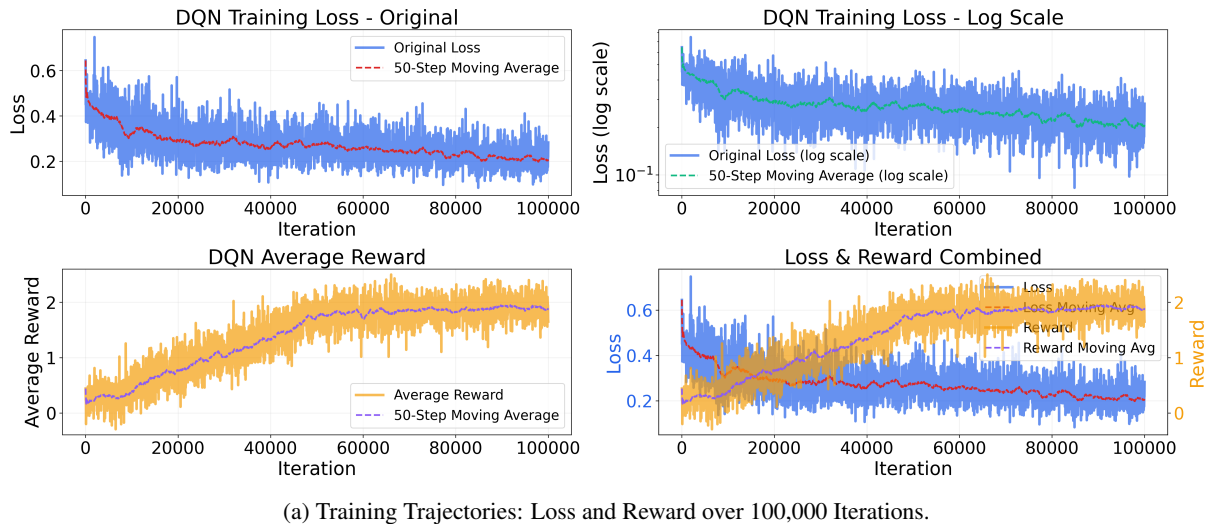 DQN Training Loss - Original
Loss
0.6
0.4
0.2
Original Loss
50-Step Moving Average
0 20000 40000 60000 80000 100000
Iteration
DQN Training Loss - Log Scale
Loss (log scale)
10⁻¹
Original Loss (log scale)
50-Step Moving Average (log scale)
0 20000 40000 60000 80000 100000
Iteration
DQN Average Reward
Average Reward
2
1
0
Average Reward
50-Step Moving Average
0 20000 40000 60000 80000 100000
Iteration
Loss & Reward Combined
Loss
0.6
0.4
0.2
Loss
Loss Moving Avg
Reward
Reward Moving Avg
2
1
0
Reward
0 20000 40000 60000 80000 100000
Iteration
(a) Training Trajectories: Loss and Reward over 100,000 Iterations.